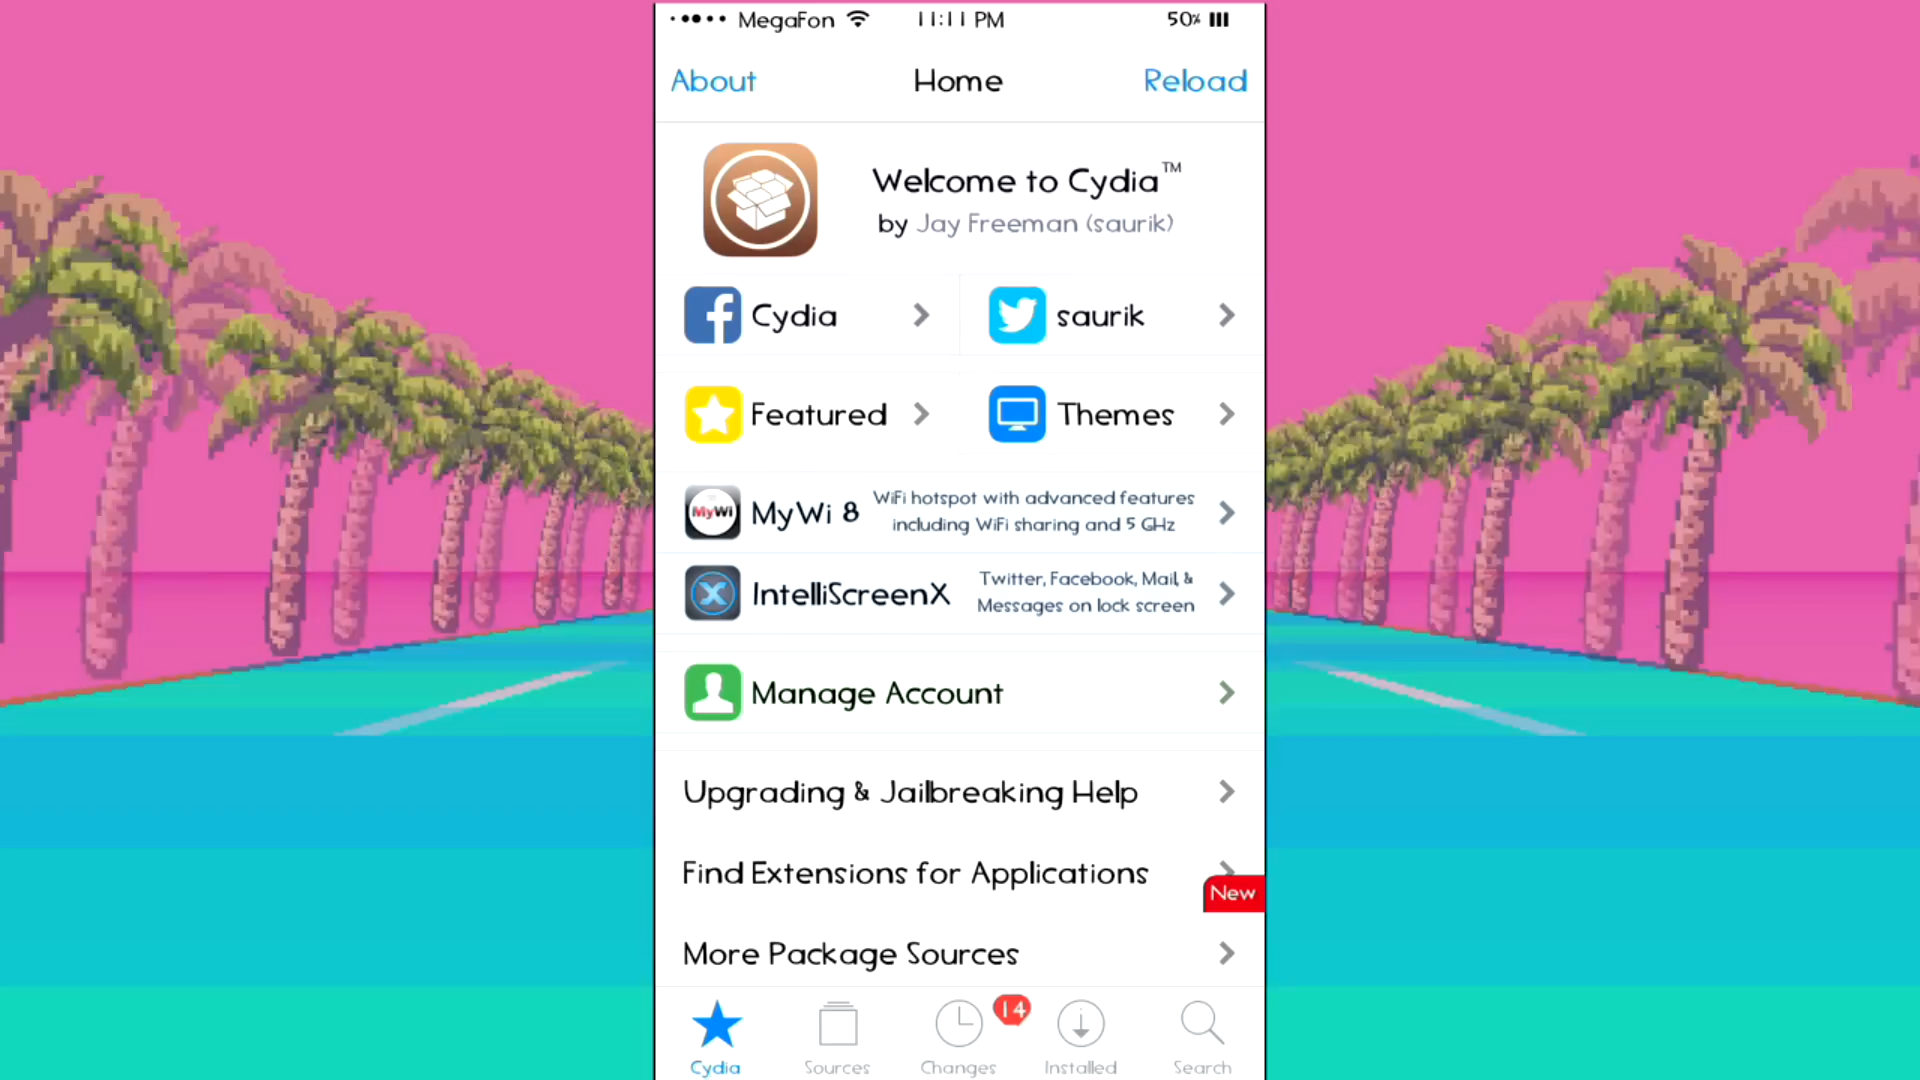 MegaFon 11:11 PM 50%
About Home Reload
Welcome to Cydia™
by Jay Freeman (saurik)
Cydia
saurik
Featured
Themes
MyWi
MyWi 8
WiFi hotspot with advanced features
including WiFi sharing and 5 GHz
IntelliScreenX
Twitter, Facebook, Mail, &
Messages on lock screen
Manage Account
Upgrading & Jailbreaking Help
Find Extensions for Applications
New
More Package Sources
14
Cydia Sources Changes Installed Search